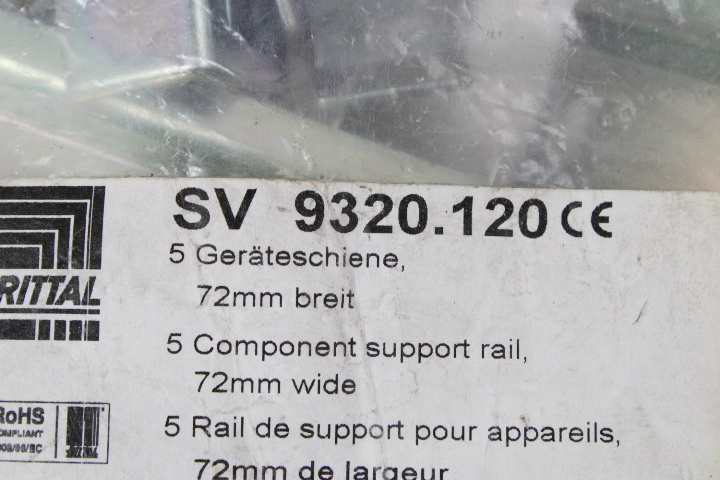 SV 9320.120 CE
5 Geräteschiene,
72mm breit
RITTAL
5 Component support rail,
72mm wide
RoHS
5 Rail de support pour appareils,
72mm de largeur